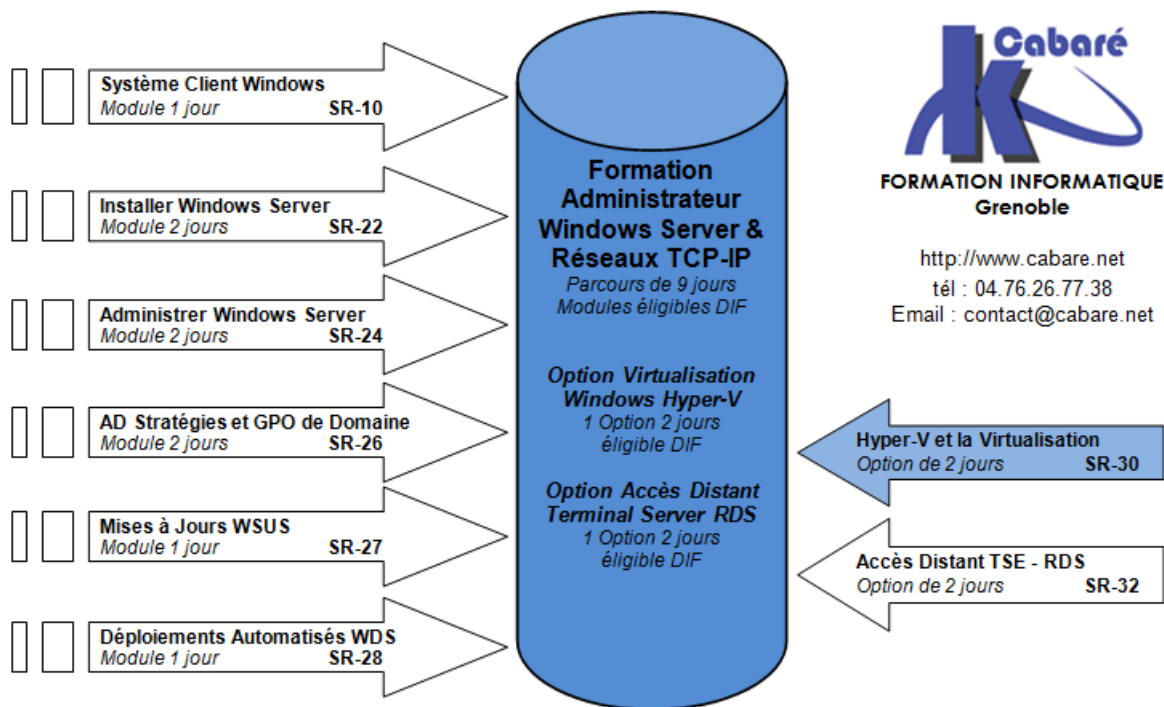 Système Client Windows
Module 1 jour SR-10
Installer Windows Server
Module 2 jours SR-22
Administrer Windows Server
Module 2 jours SR-24
AD Stratégies et GPO de Domaine
Module 2 jours SR-26
Mises à Jours WSUS
Module 1 jour SR-27
Déploiements Automatisés WDS
Module 1 jour SR-28
Formation
Administrateur
Windows Server &
Réseaux TCP-IP
Parcours de 9 jours
Modules éligibles DIF
Option Virtualisation
Windows Hyper-V
1 Option 2 jours
éligible DIF
Option Accès Distant
Terminal Server RDS
1 Option 2 jours
éligible DIF
Cabaré
K
FORMATION INFORMATIQUE
Grenoble
http://www.cabare.net
tél : 04.76.26.77.38
Email : contact@cabare.net
Hyper-V et la Virtualisation
Option de 2 jours SR-30
Accès Distant TSE - RDS
Option de 2 jours SR-32